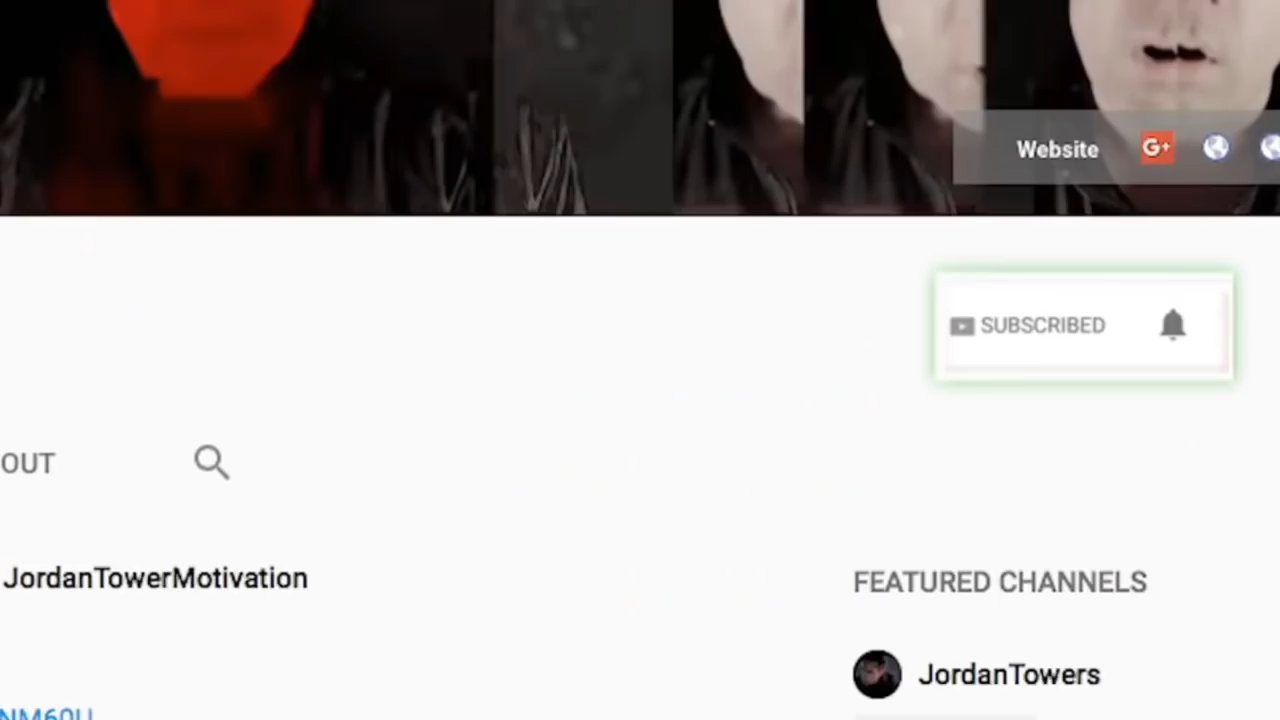 Website G+
SUBSCRIBED
OUT
JordanTowerMotivation
FEATURED CHANNELS
JordanTowers